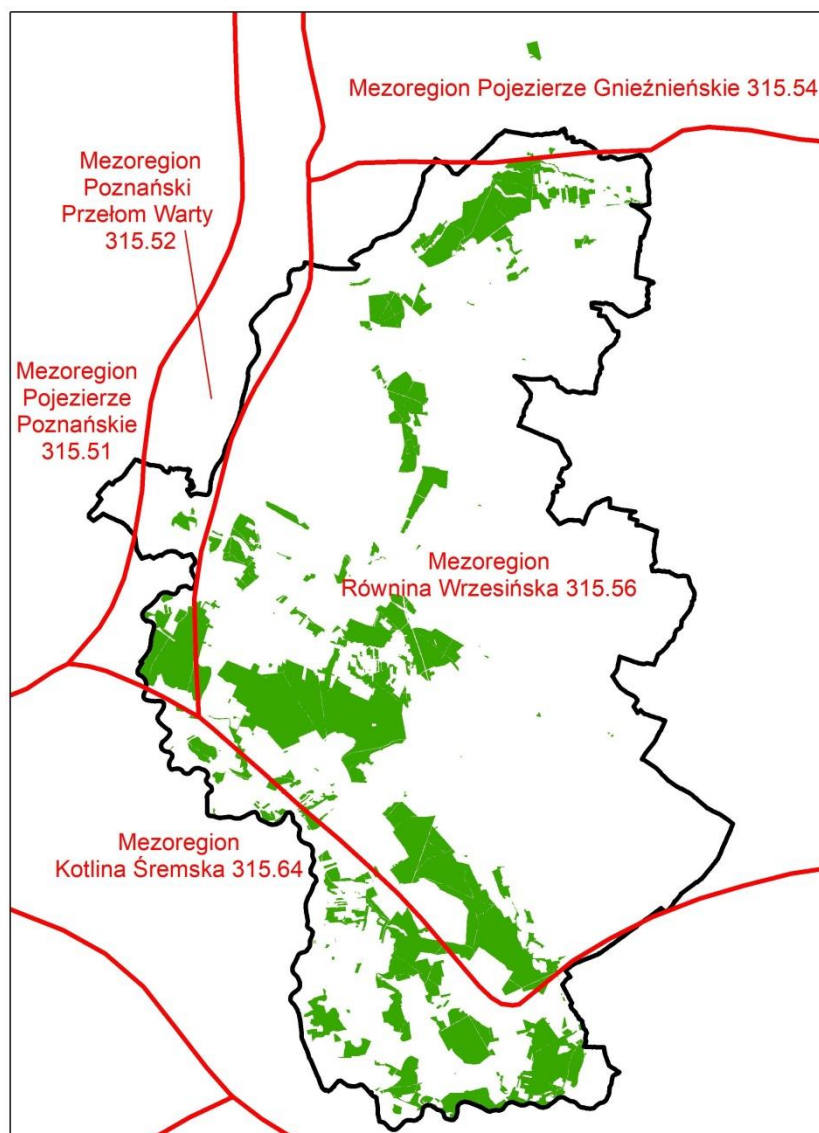 Mezoregion Pojezierze Gnieźnieńskie 315.54
Mezoregion
Poznański
Przełom Warty
315.52
Mezoregion
Pojezierze
Poznańskie
315.51
Mezoregion
Równina Wrzesińska 315.56
Mezoregion
Kotlina Śremska 315.64